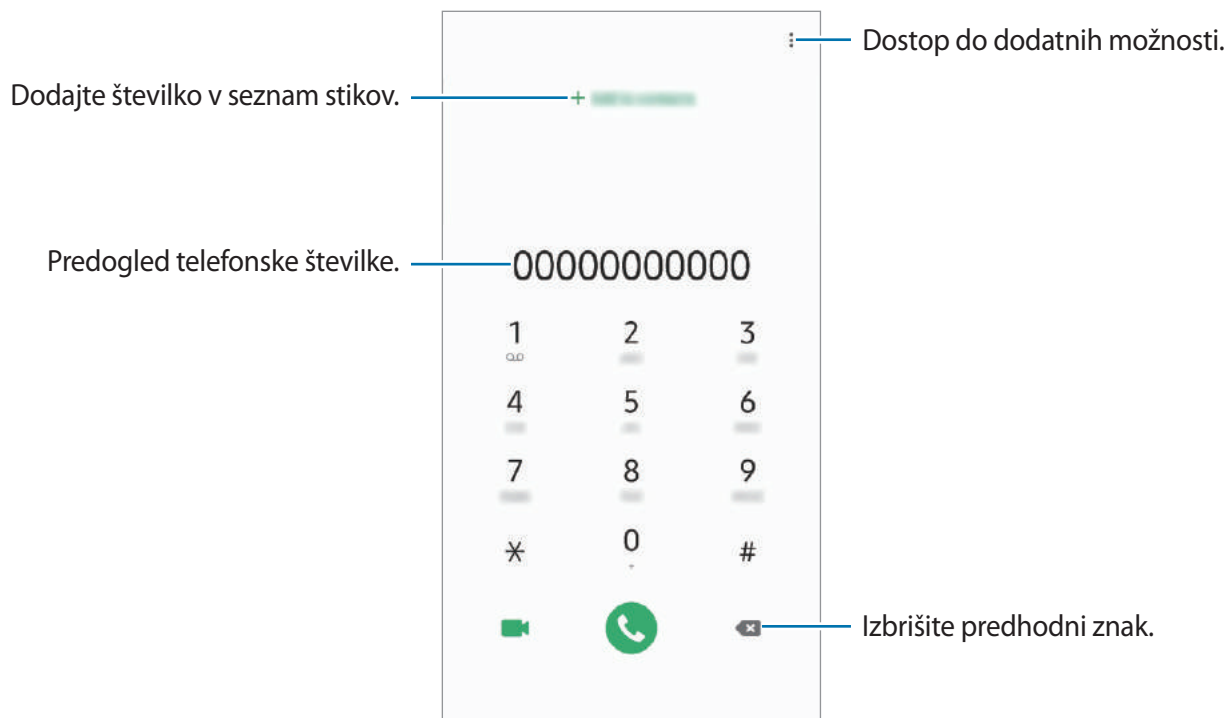 Dostop do dodatnih možnosti.
Dodajte številko v seznam stikov.
+
Predogled telefonske številke.
00000000000
1 2 3
4 5 6
7 8 9
* 0 #
+
Izbrišite predhodni znak.